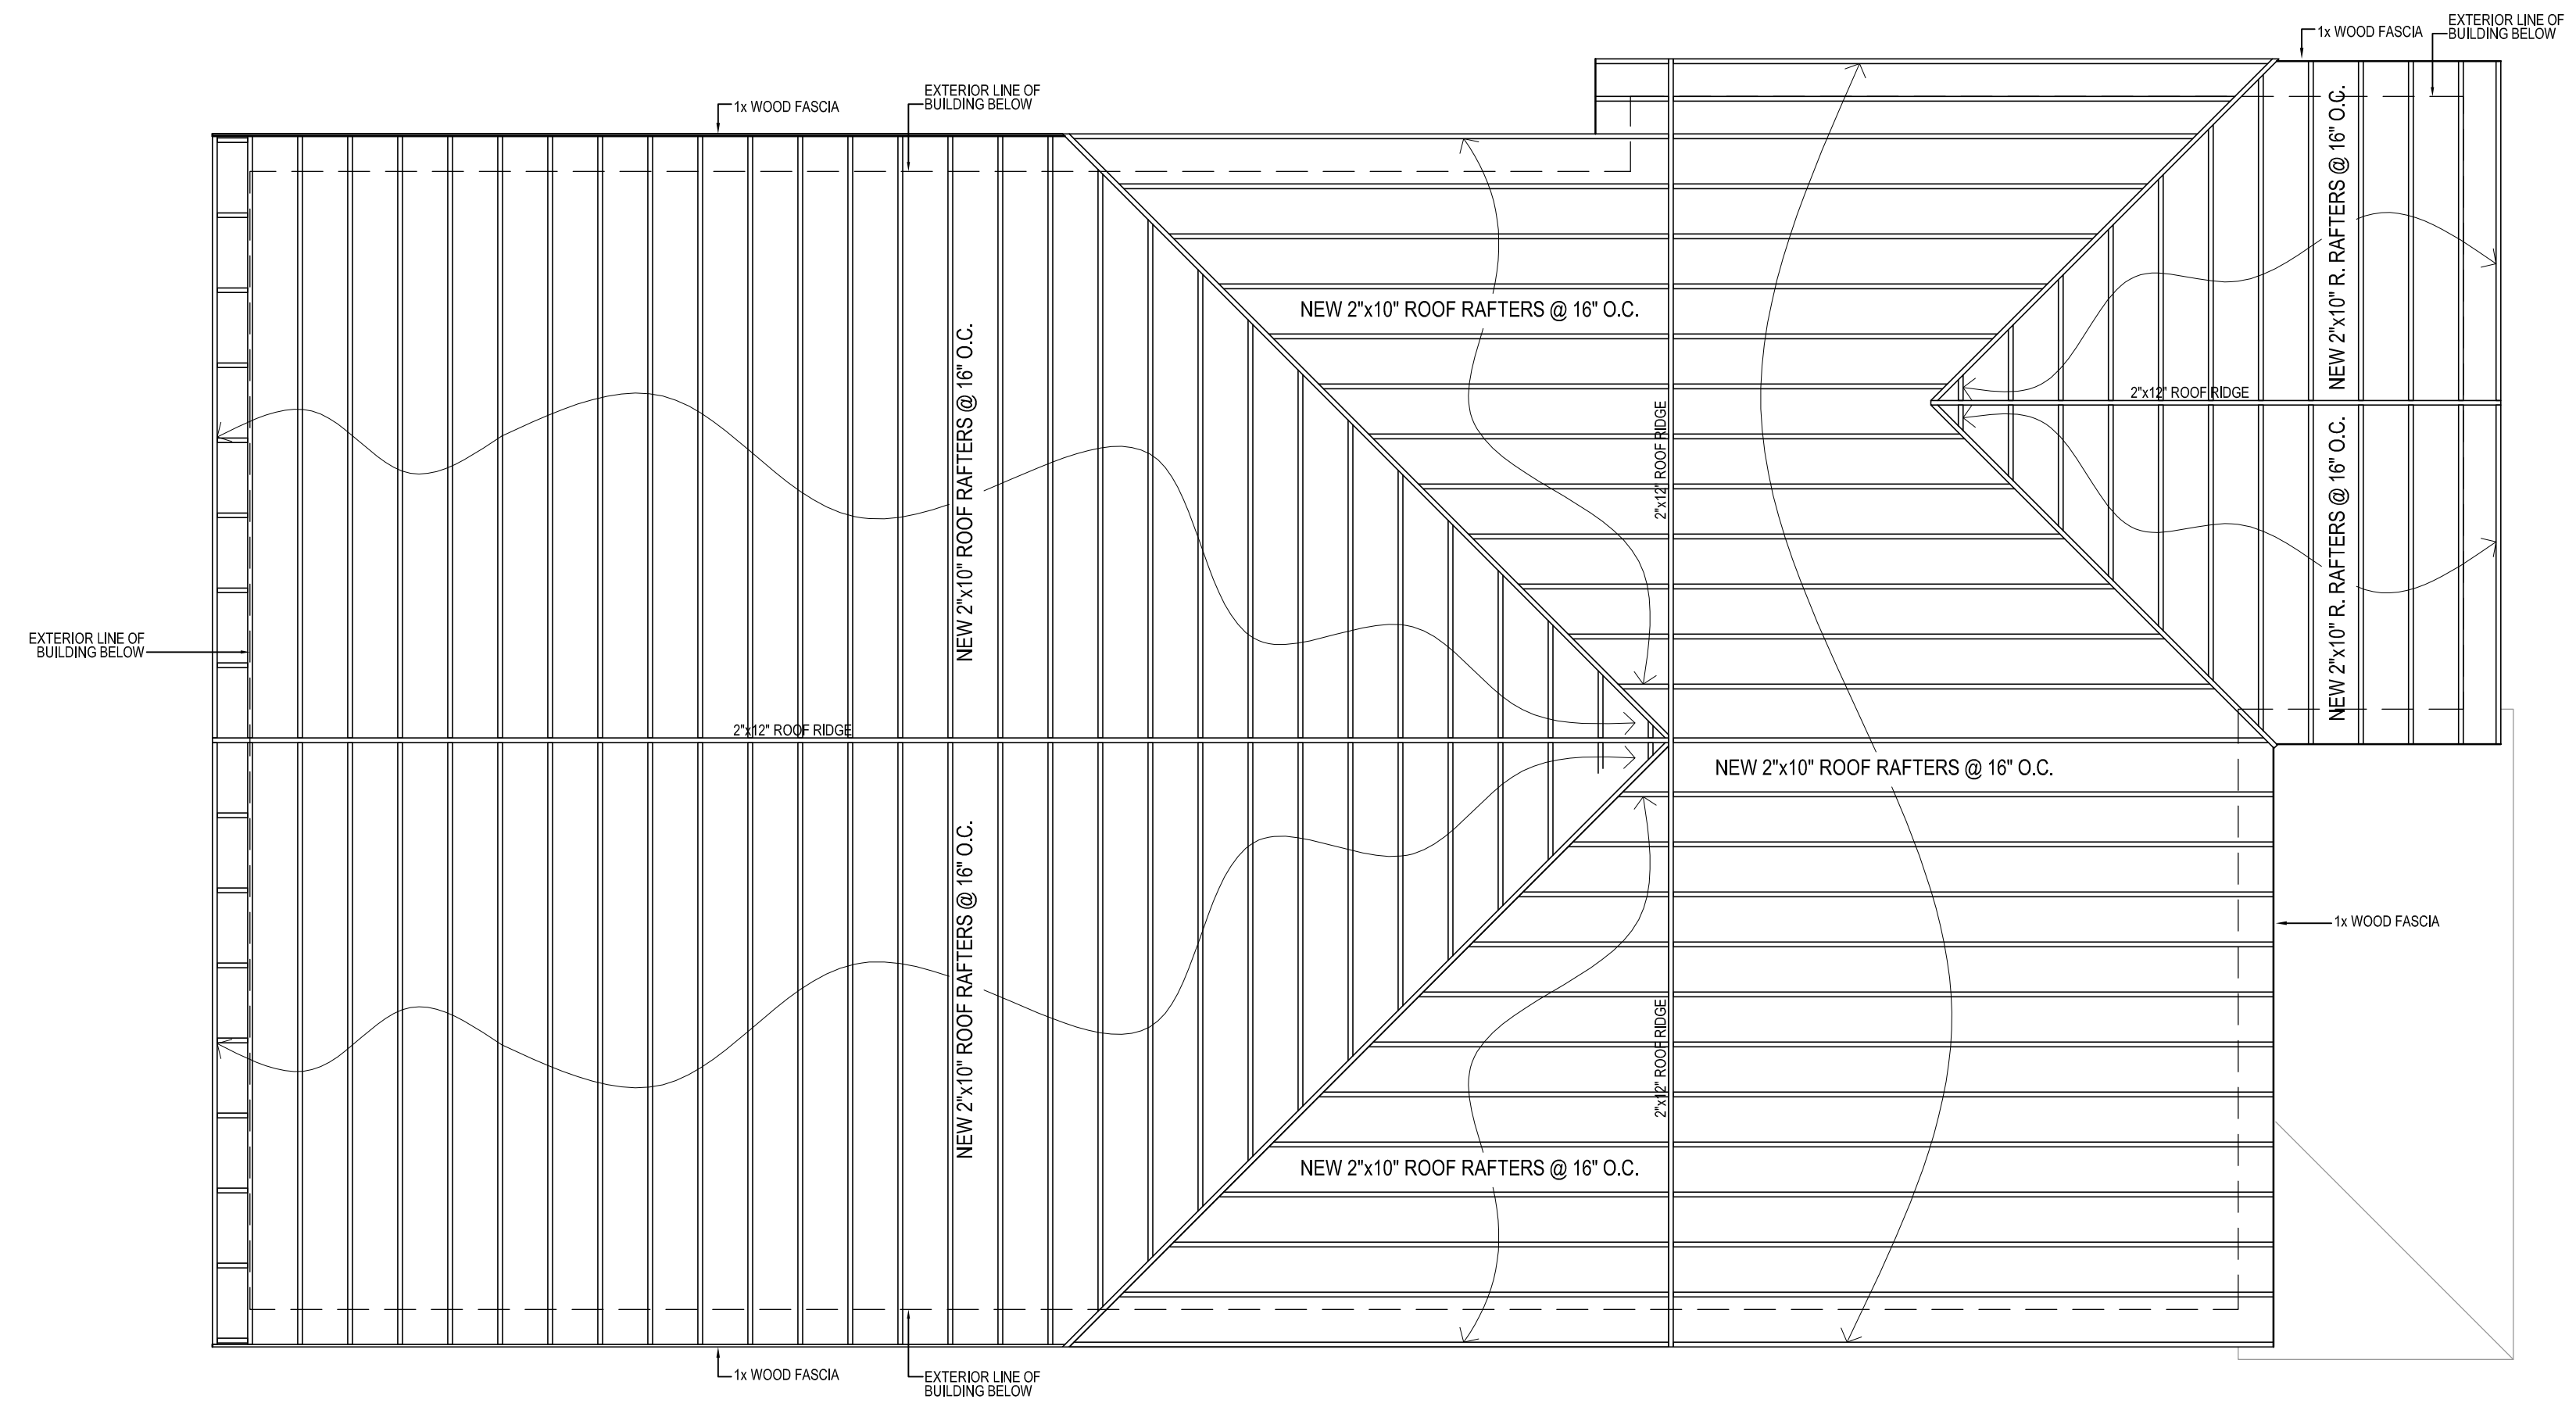 EXTERIOR LINE OF
BUILDING BELOW
1x WOOD FASCIA
EXTERIOR LINE OF
BUILDING BELOW
1x WOOD FASCIA
NEW 2"x10" R. RAFTERS @ 16" O.C.
NEW 2"x10" ROOF RAFTERS @ 16" O.C.
NEW 2"x10" ROOF RAFTERS @ 16" O.C.
2"x12" ROOF RIDGE
2"x12" ROOF RIDGE
NEW 2"x10" R. RAFTERS @ 16" O.C.
EXTERIOR LINE OF
BUILDING BELOW
2"x12" ROOF RIDGE
NEW 2"x10" ROOF RAFTERS @ 16" O.C.
NEW 2"x10" ROOF RAFTERS @ 16" O.C.
1x WOOD FASCIA
2"x12" ROOF RIDGE
NEW 2"x10" ROOF RAFTERS @ 16" O.C.
1x WOOD FASCIA
EXTERIOR LINE OF
BUILDING BELOW